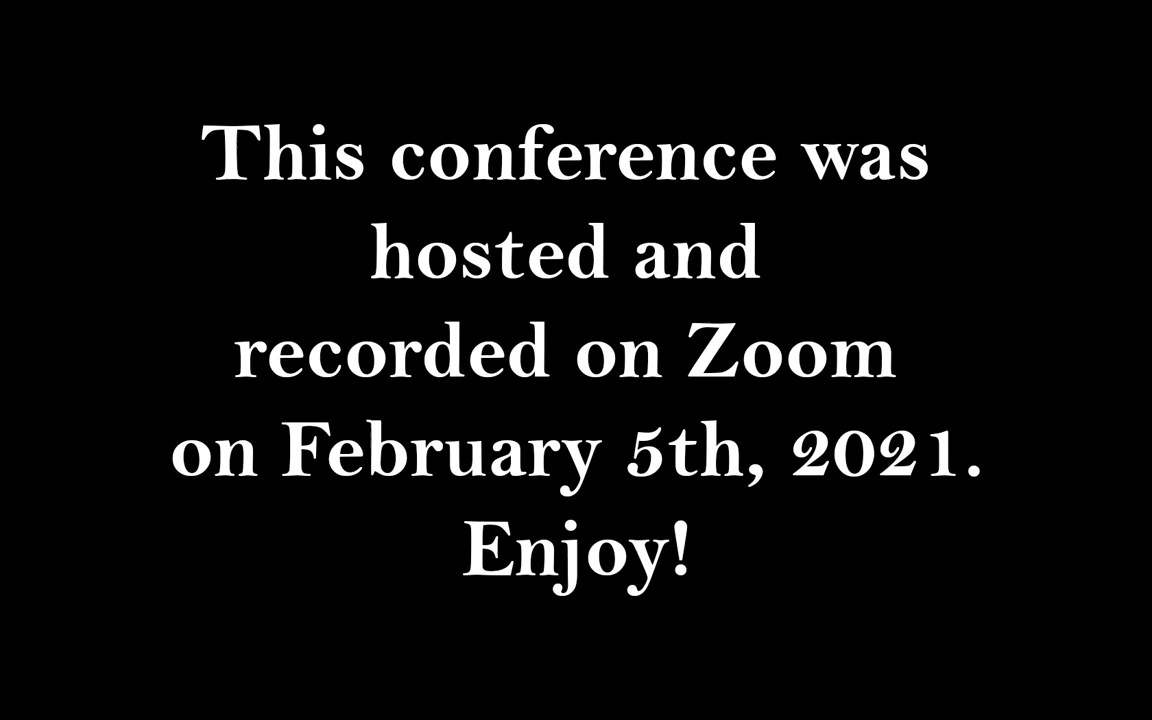 This conference was
hosted and
recorded on Zoom
on February 5th, 2021.
Enjoy!